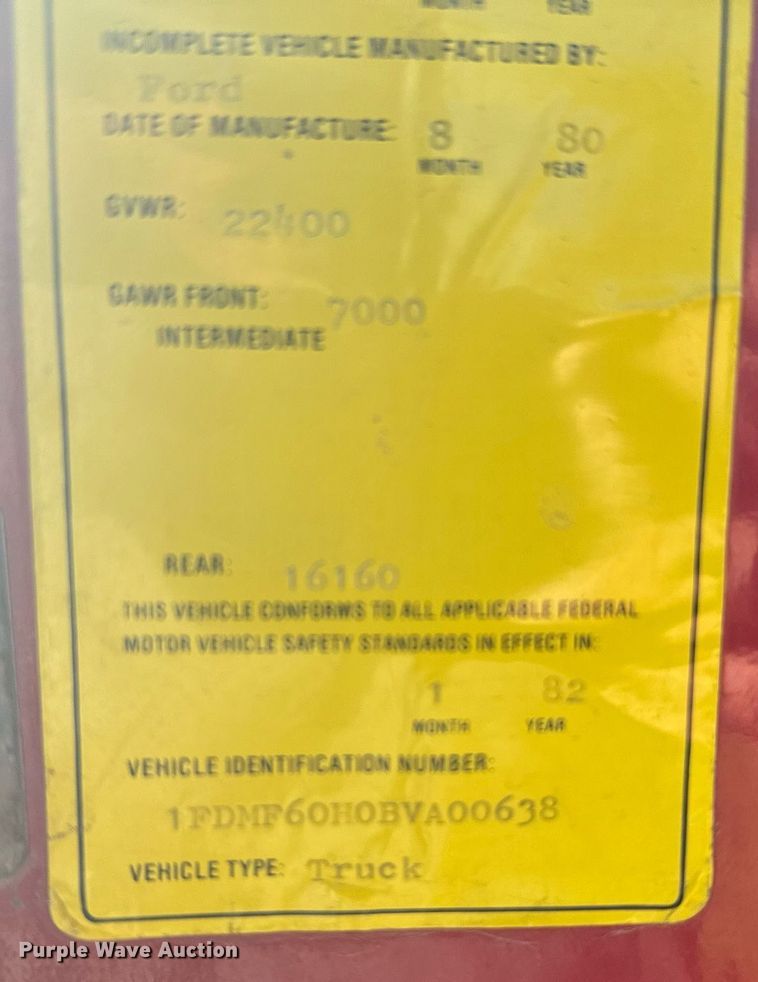 MONTH YEAR
INCOMPLETE VEHICLE MANUFACTURED BY:
Ford
DATE OF MANUFACTURE: 8 80
MONTH YEAR
GVWR: 22400
GAWR FRONT: 7000
INTERMEDIATE
REAR: 16160
THIS VEHICLE CONFORMS TO ALL APPLICABLE FEDERAL
MOTOR VEHICLE SAFETY STANDARDS IN EFFECT IN:
1 82
MONTH YEAR
VEHICLE IDENTIFICATION NUMBER:
1FDMF60H0BVA00638
VEHICLE TYPE: Truck
Purple Wave Auction